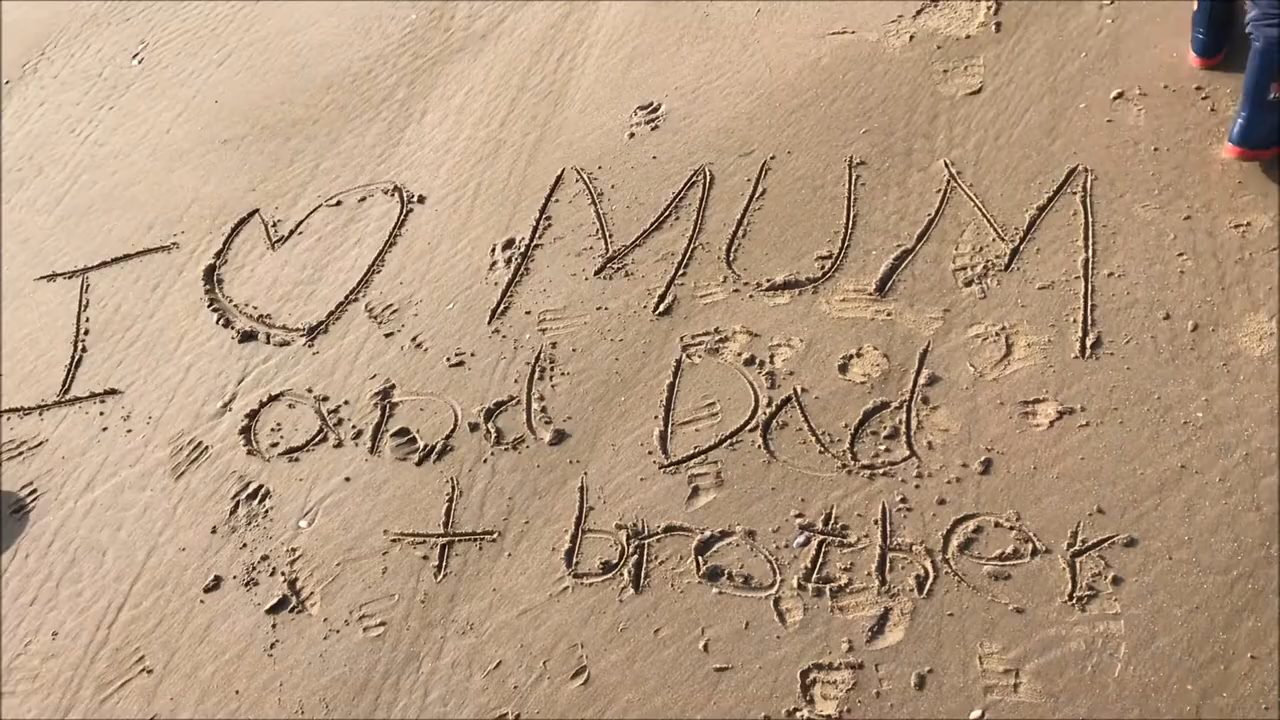 I ♡ MUM
and Dad
+ brother